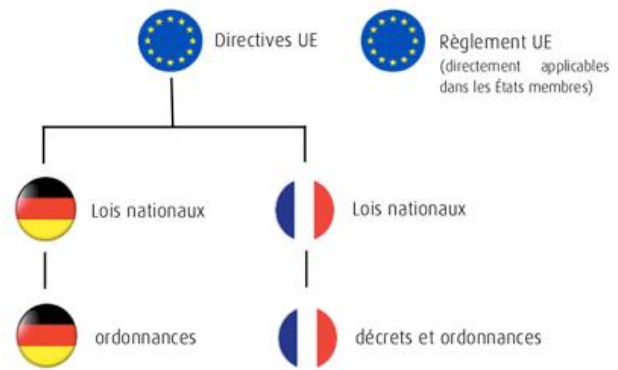 Directives UE
Règlement UE
(directement applicables
dans les États membres)
Lois nationaux
Lois nationaux
ordonnances
décrets et ordonnances